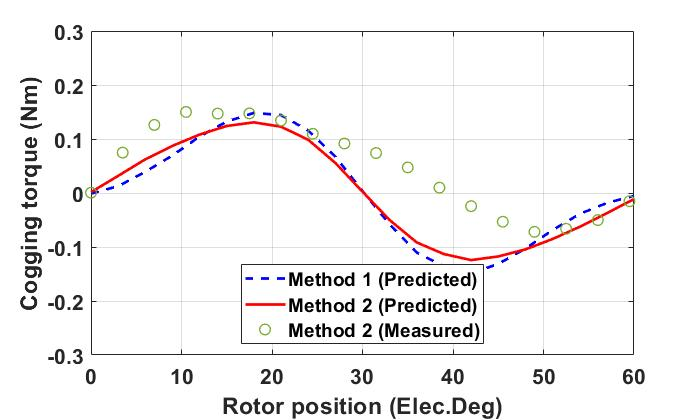 0.3
0.2
0.1
0
-0.1
-0.2
-0.3
Cogging torque (Nm)
Method 1 (Predicted)
Method 2 (Predicted)
Method 2 (Measured)
0 10 20 30 40 50 60
Rotor position (Elec.Deg)